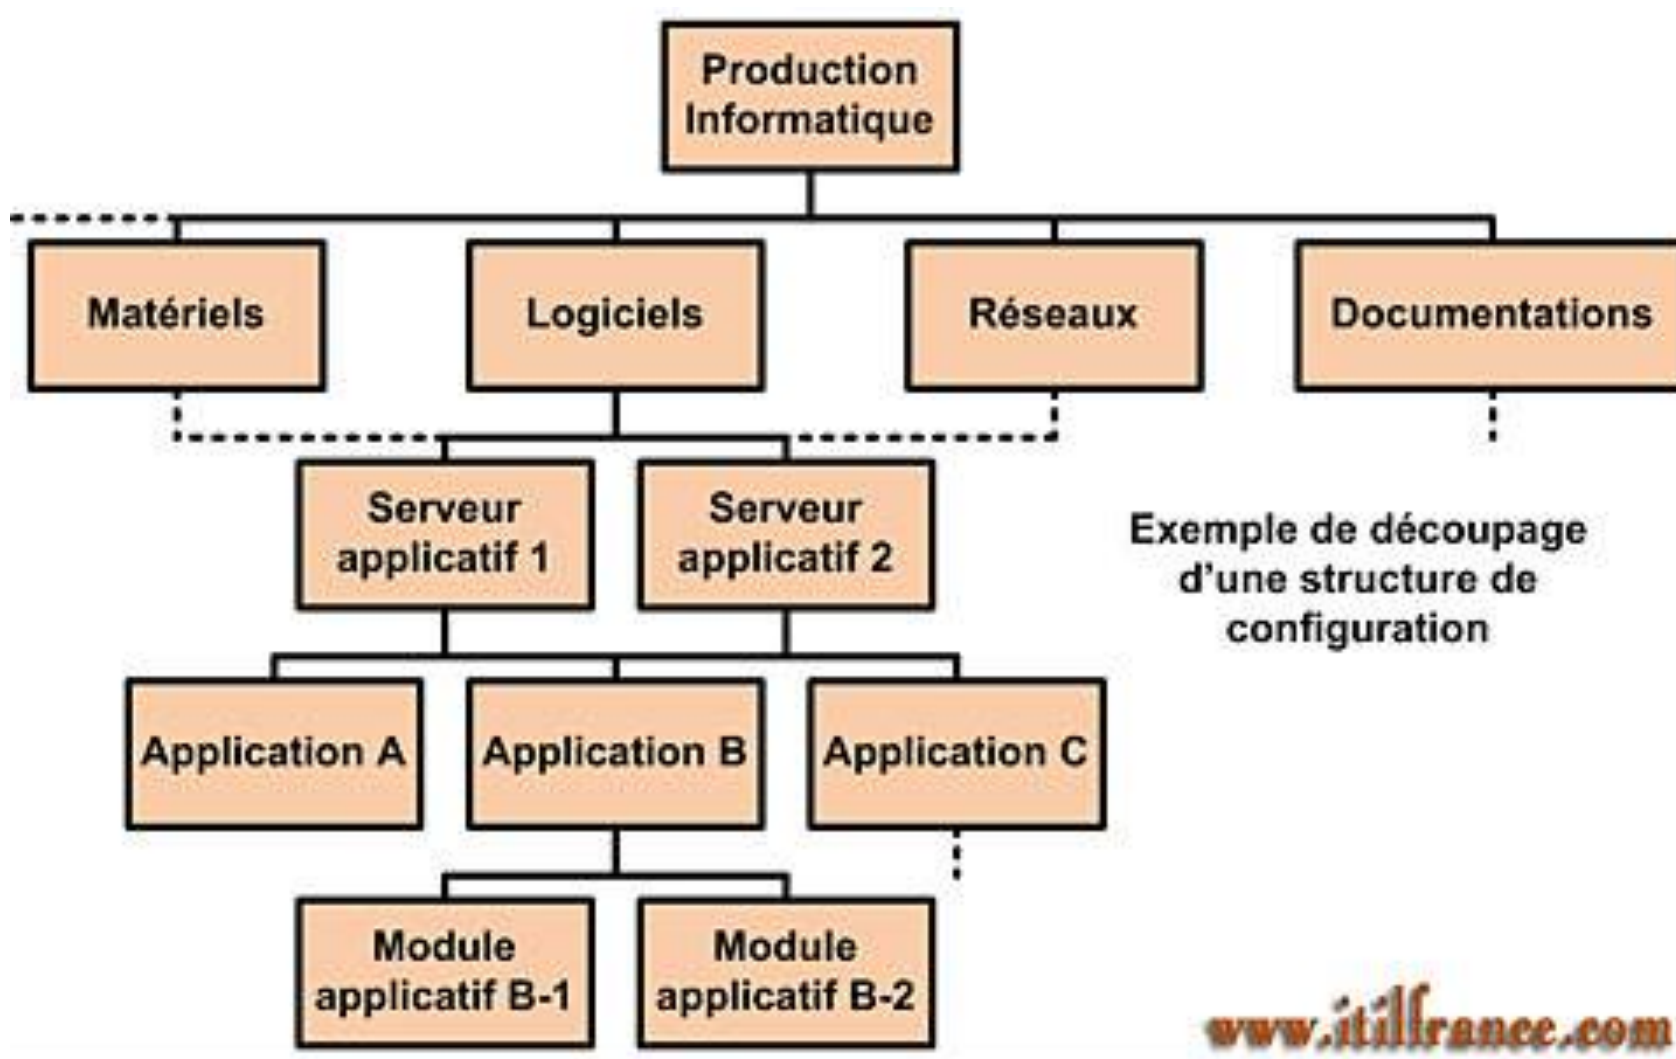 Production
Informatique
Matériels
Logiciels
Réseaux
Documentations
Serveur
applicatif 1
Serveur
applicatif 2
Exemple de découpage
d'une structure de
configuration
Application A
Application B
Application C
Module
applicatif B-1
Module
applicatif B-2
www.itilfrance.com